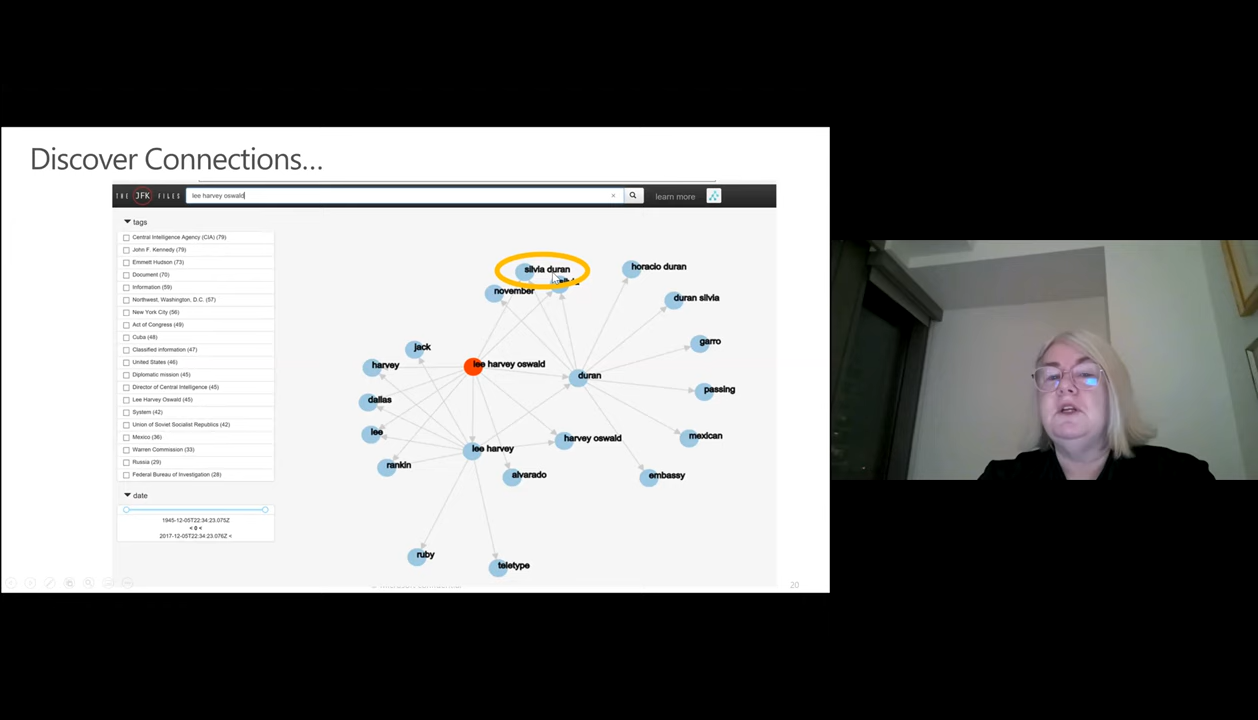 Discover Connections...
THE JFK FILES
lee harvey oswald
×
learn more
tags
Central Intelligence Agency (CIA) (79)
John F. Kennedy (79)
Emmett Hudson (73)
Document (70)
Information (59)
Northwest, Washington, D.C. (57)
New York City (56)
Act of Congress (49)
Cuba (48)
Classified information (47)
United States (46)
Diplomatic mission (45)
Director of Central Intelligence (45)
Lee Harvey Oswald (45)
System (42)
Union of Soviet Socialist Republics (42)
Mexico (36)
Warren Commission (33)
Russia (29)
Federal Bureau of Investigation (28)
date
1945-12-05T22:34:23.075Z
< 0 <
2017-12-05T22:34:23.076Z <
silvia duran
november
horacio duran
duran silvia
jack
garro
harvey
lee harvey oswald
duran
passing
dallas
lee
mexican
harvey oswald
lee harvey
rankin
alvarado
embassy
ruby
teletype
20